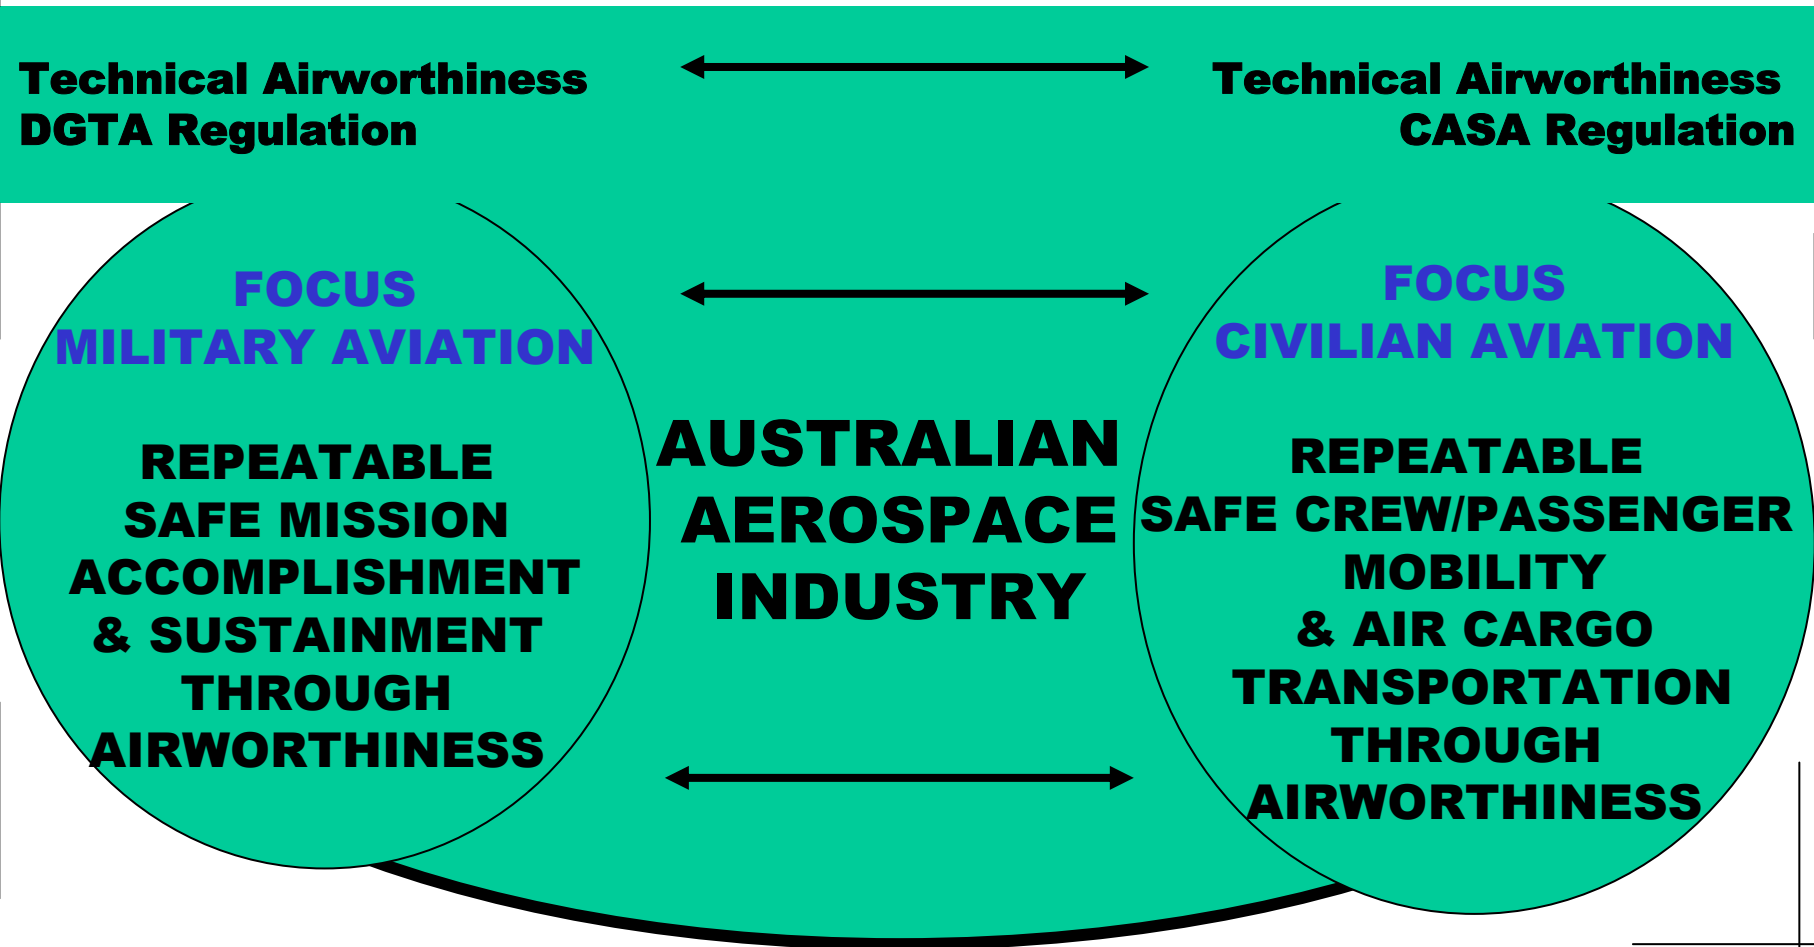 Technical Airworthiness
DGTA Regulation
Technical Airworthiness
CASA Regulation
FOCUS
MILITARY AVIATION
REPEATABLE
SAFE MISSION
ACCOMPLISHMENT
& SUSTAINMENT
THROUGH
AIRWORTHINESS
AUSTRALIAN
AEROSPACE
INDUSTRY
FOCUS
CIVILIAN AVIATION
REPEATABLE
SAFE CREW/PASSENGER
MOBILITY
& AIR CARGO
TRANSPORTATION
THROUGH
AIRWORTHINESS